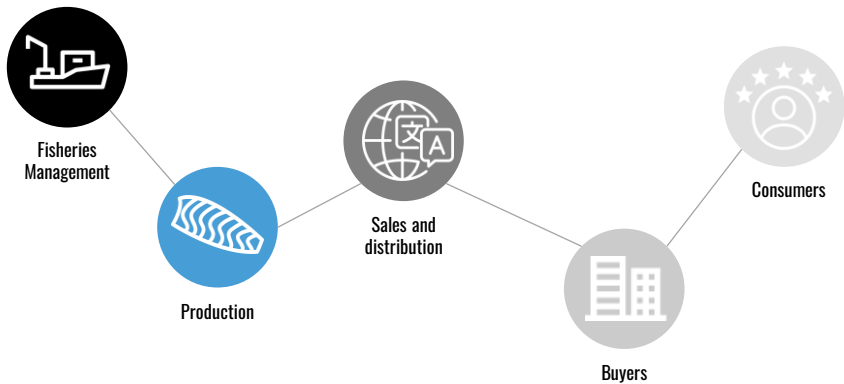 Fisheries
Management
Production
Sales and
distribution
文
A
Buyers
Consumers